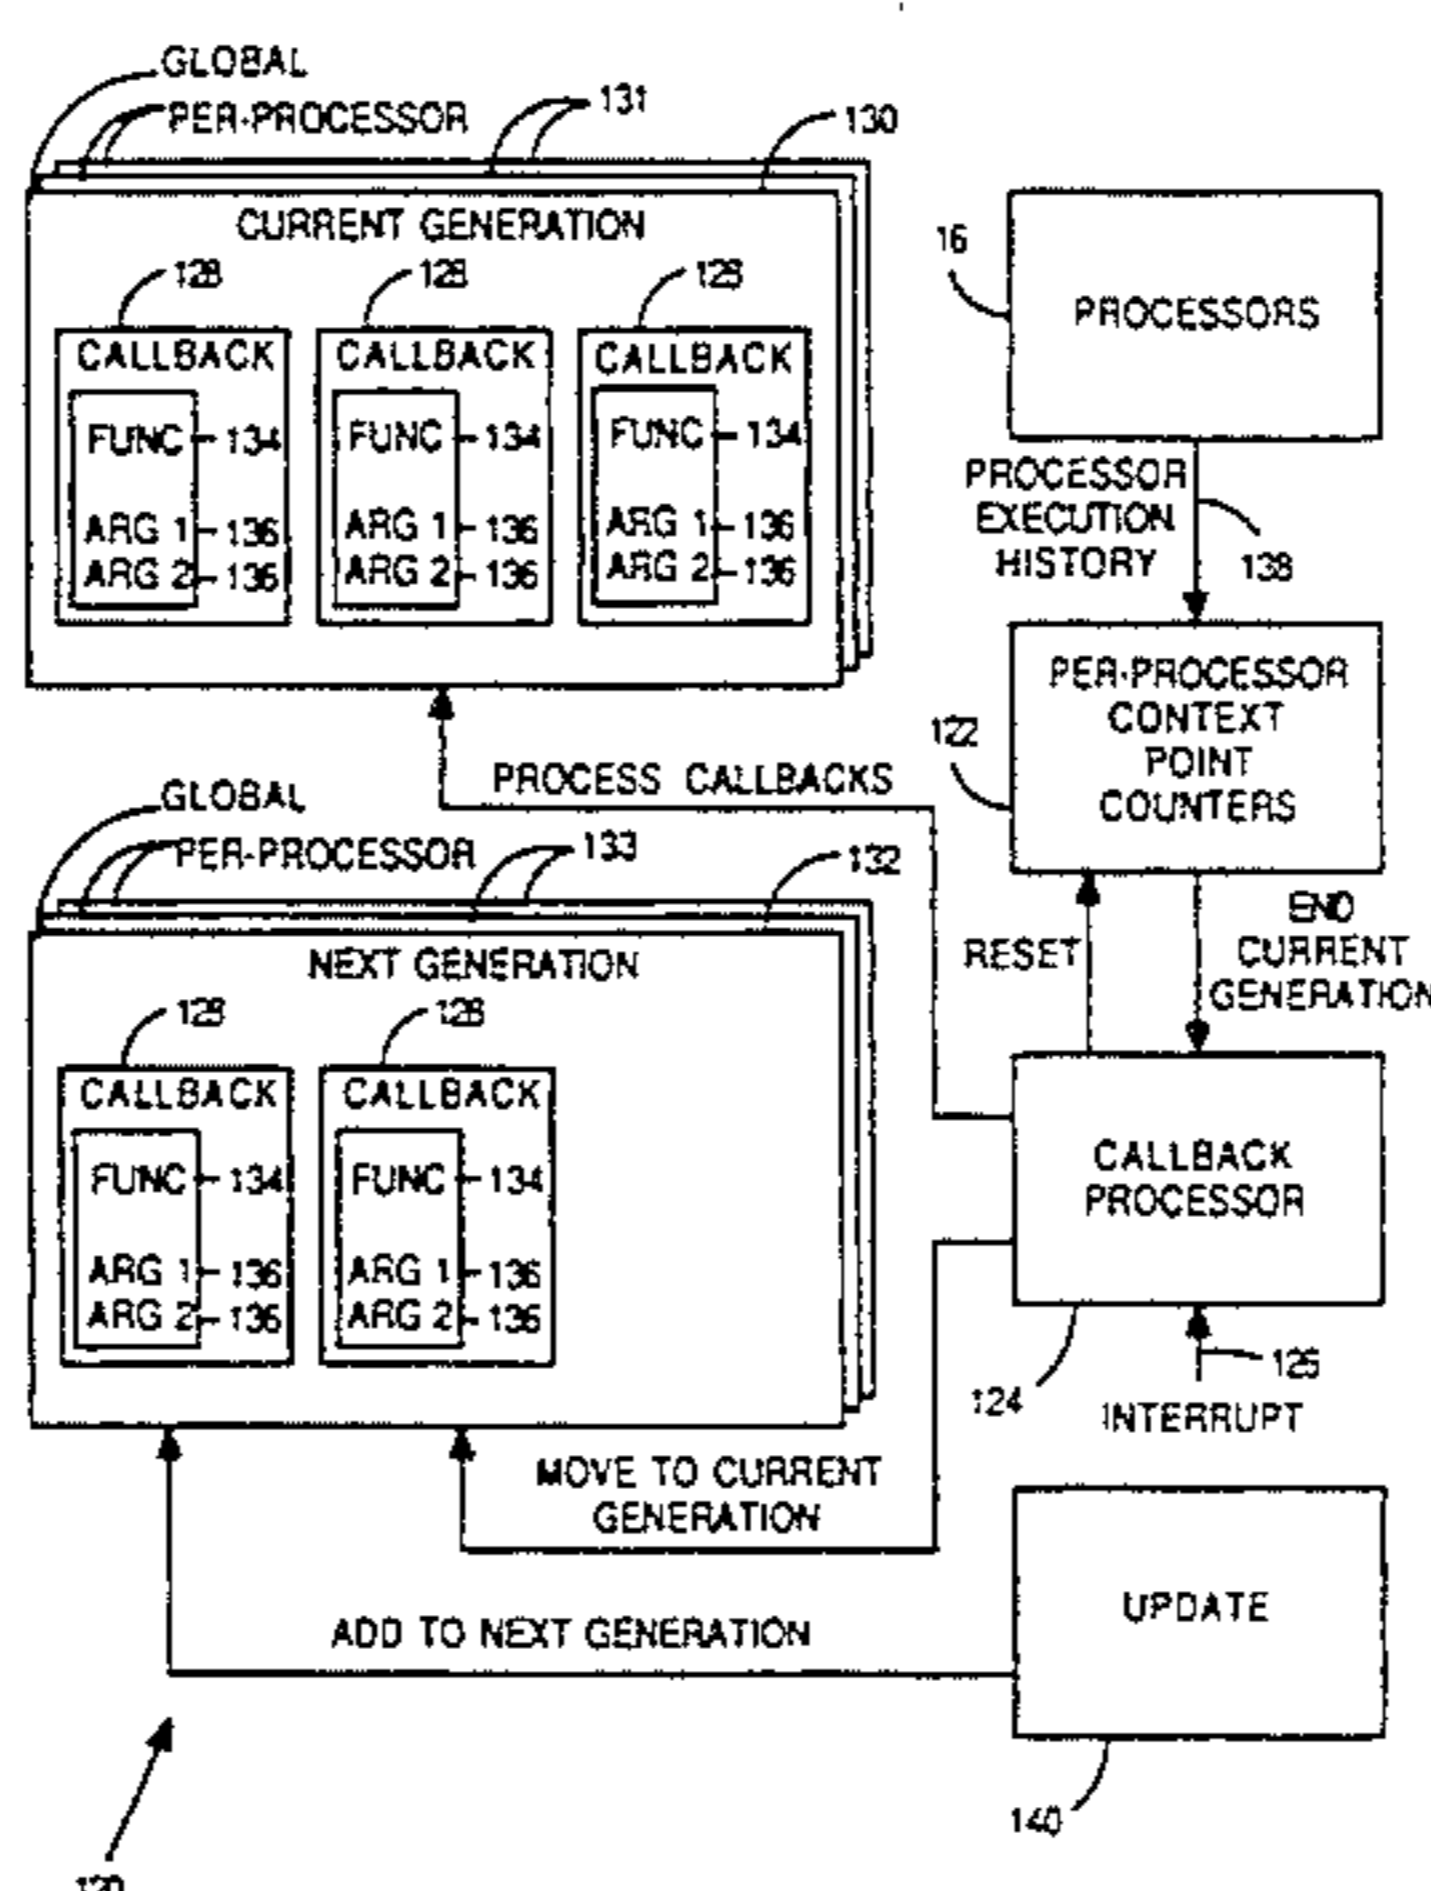 GLOBAL
PER-PROCESSOR
131
130
CURRENT GENERATION
128 128 128
CALLBACK CALLBACK CALLBACK
FUNC 134 FUNC 134 FUNC 134
ARG 1 136 ARG 1 136 ARG 1 136
ARG 2 136 ARG 2 136 ARG 2 136
16
PROCESSORS
PROCESSOR
EXECUTION
HISTORY
138
122
PER-PROCESSOR
CONTEXT
POINT
COUNTERS
PROCESS CALLBACKS
GLOBAL
PER-PROCESSOR
133
132
NEXT GENERATION
128 128
CALLBACK CALLBACK
FUNC 134 FUNC 134
ARG 1 136 ARG 1 136
ARG 2 136 ARG 2 136
RESET
END
CURRENT
GENERATION
CALLBACK
PROCESSOR
124
126
INTERRUPT
MOVE TO CURRENT
GENERATION
ADD TO NEXT GENERATION
UPDATE
140
120